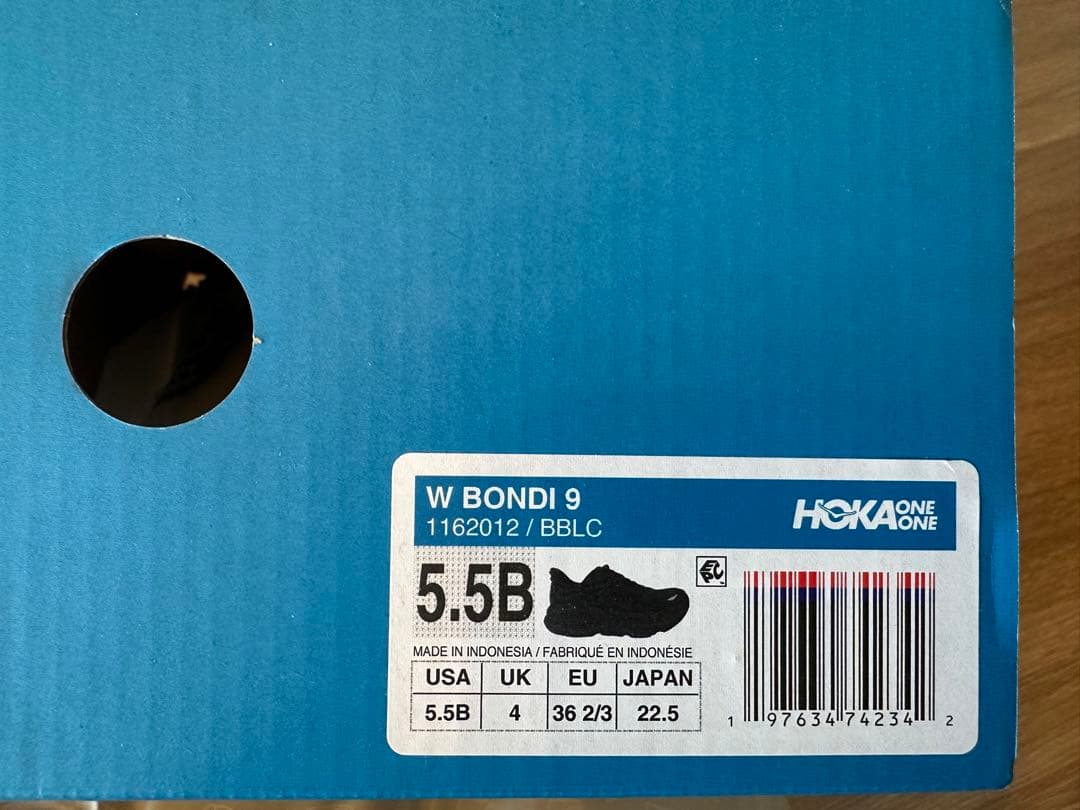 W BONDI 9
1162012 / BBLC
HOKA ONE ONE
5.5B
EPC
MADE IN INDONESIA / FABRIQUÉ EN INDONÉSIE
USA UK EU JAPAN
5.5B 4 36 2/3 22.5
1 97634 74234 2